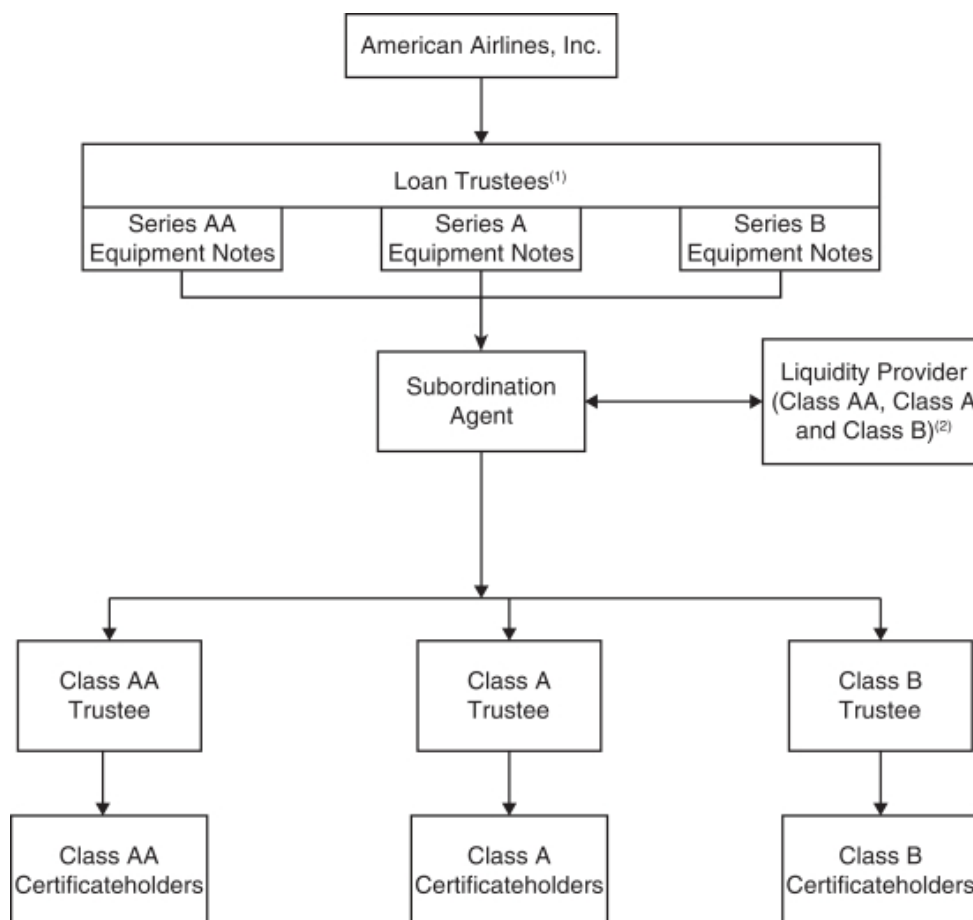 American Airlines, Inc.
Loan Trustees(1)
Series AA
Equipment Notes
Series A
Equipment Notes
Series B
Equipment Notes
Subordination
Agent
Liquidity Provider
(Class AA, Class A
and Class B)(2)
Class AA
Trustee
Class A
Trustee
Class B
Trustee
Class AA
Certificateholders
Class A
Certificateholders
Class B
Certificateholders